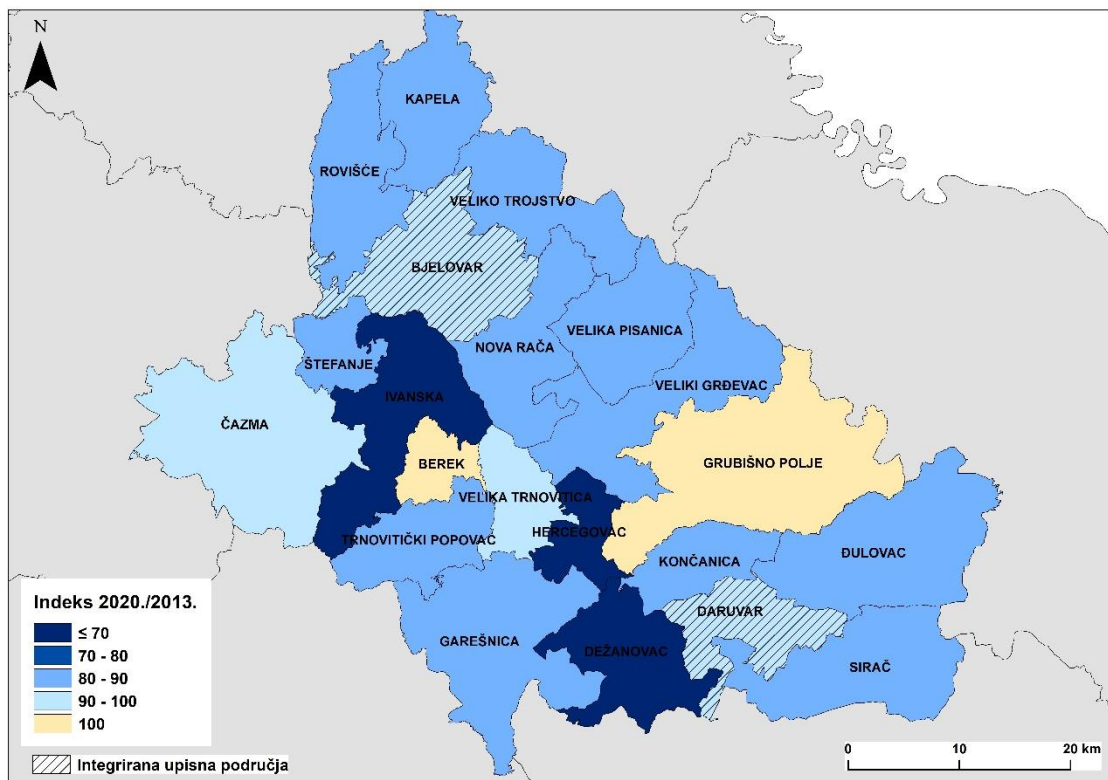 N
KAPELA
ROVIŠĆE
VELIKO TROJSTVO
BJELOVAR
VELIKA PISANICA
NOVA RAČA
ŠTEFANJE
VELIKI GRĐEVAC
IVANSKA
ČAZMA
BEREK
GRUBIŠNO POLJE
VELIKA TRNOVITICA
HERCEGOVAC
TRNOVITIČKI POPOVAC
KONČANICA
ĐULOVAC
DARUVAR
GAREŠNICA
DEŽANOVAC
SIRAČ
Indeks 2020./2013.
≤ 70
70 - 80
80 - 90
90 - 100
100
Integrirana upisna područja
0 10 20 km